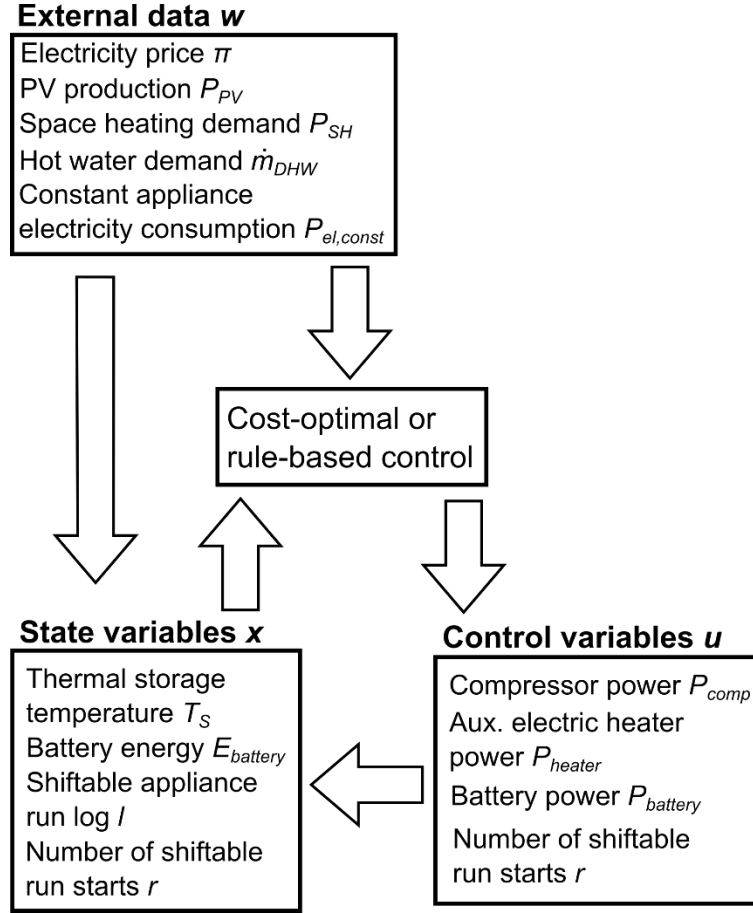 External data w
Electricity price π
PV production P_PV
Space heating demand P_SH
Hot water demand ṁ_DHW
Constant appliance
electricity consumption P_el,const
Cost-optimal or
rule-based control
State variables x
Thermal storage
temperature T_S
Battery energy E_battery
Shiftable appliance
run log l
Number of shiftable
run starts r
Control variables u
Compressor power P_comp
Aux. electric heater
power P_heater
Battery power P_battery
Number of shiftable
run starts r